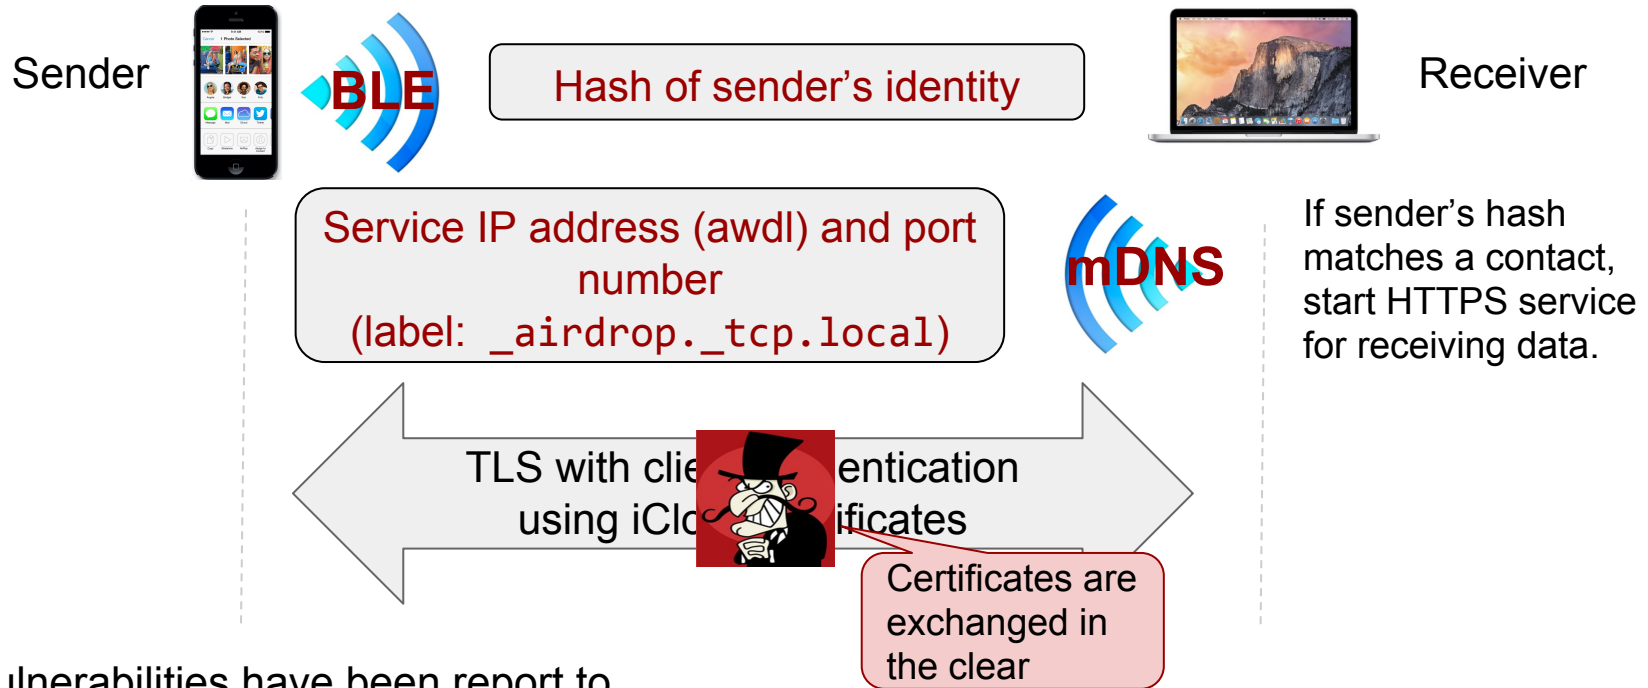 Sender
BLE
Hash of sender’s identity
Receiver
Service IP address (awdl) and port
number
(label: _airdrop._tcp.local)
mDNS
If sender’s hash
matches a contact,
start HTTPS service
for receiving data.
TLS with clie entication
using iClo ificates
Certificates are
exchanged in
the clear
ulnerabilities have been report to